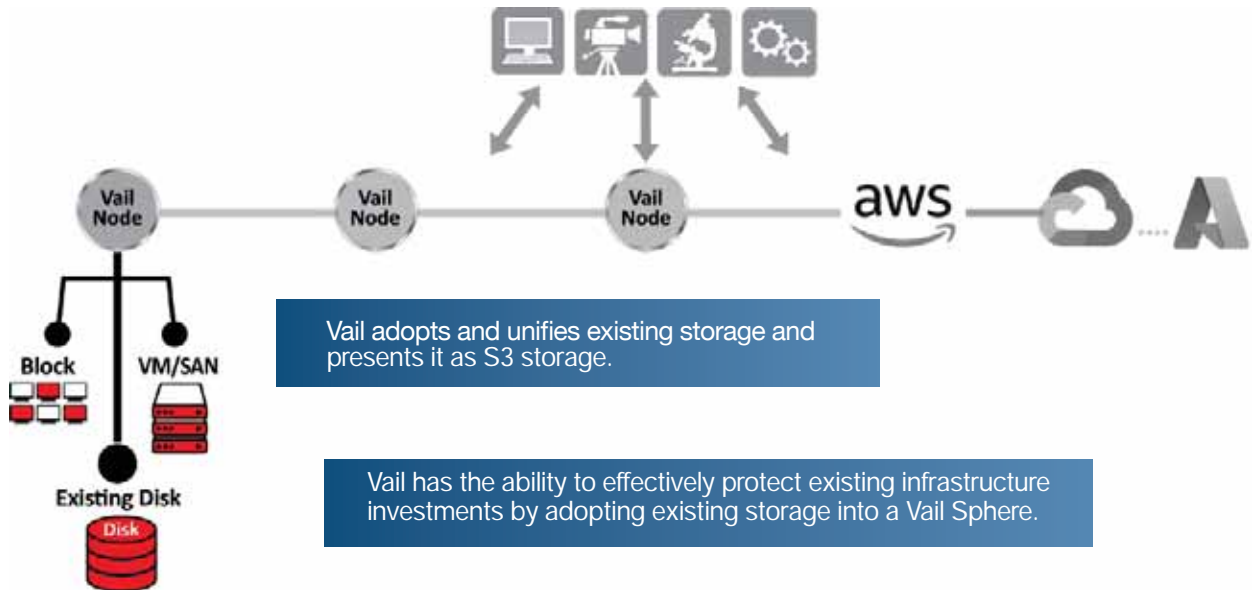 Vail
Node
Vail
Node
Vail
Node
aws
Block
VM/SAN
Vail adopts and unifies existing storage and
presents it as S3 storage.
Existing Disk
Disk
Vail has the ability to effectively protect existing infrastructure
investments by adopting existing storage into a Vail Sphere.